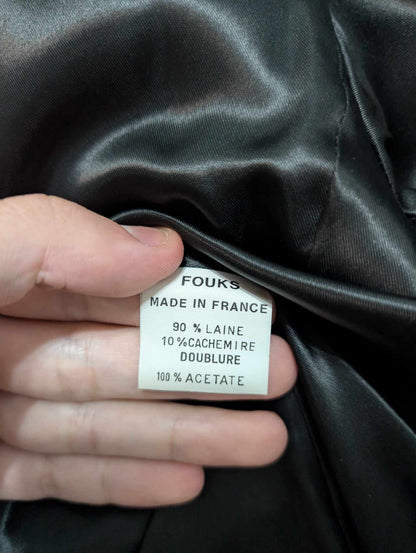 FOUKS
MADE IN FRANCE
90 % LAINE
10% CACHEMIRE
DOUBLURE
100 % ACETATE